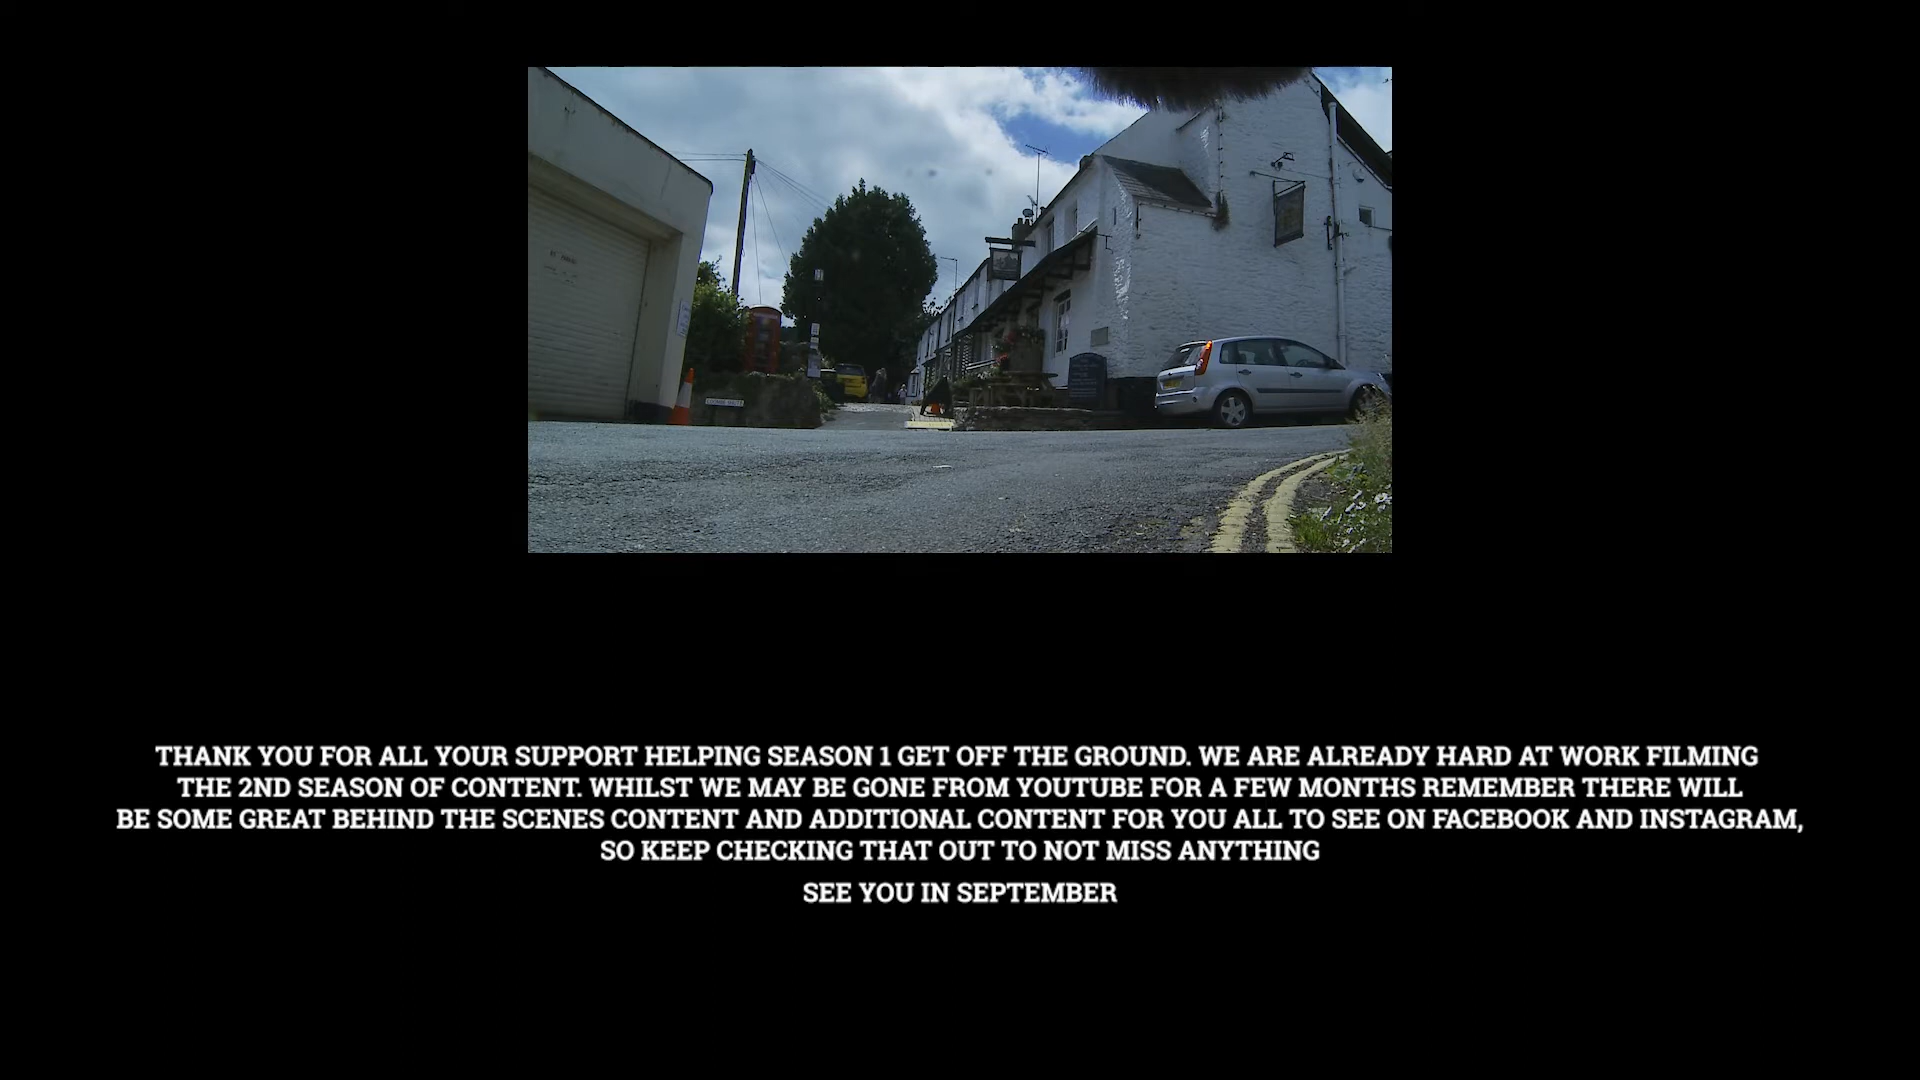 THANK YOU FOR ALL YOUR SUPPORT HELPING SEASON 1 GET OFF THE GROUND. WE ARE ALREADY HARD AT WORK FILMING
THE 2ND SEASON OF CONTENT. WHILST WE MAY BE GONE FROM YOUTUBE FOR A FEW MONTHS REMEMBER THERE WILL
BE SOME GREAT BEHIND THE SCENES CONTENT AND ADDITIONAL CONTENT FOR YOU ALL TO SEE ON FACEBOOK AND INSTAGRAM,
SO KEEP CHECKING THAT OUT TO NOT MISS ANYTHING
SEE YOU IN SEPTEMBER